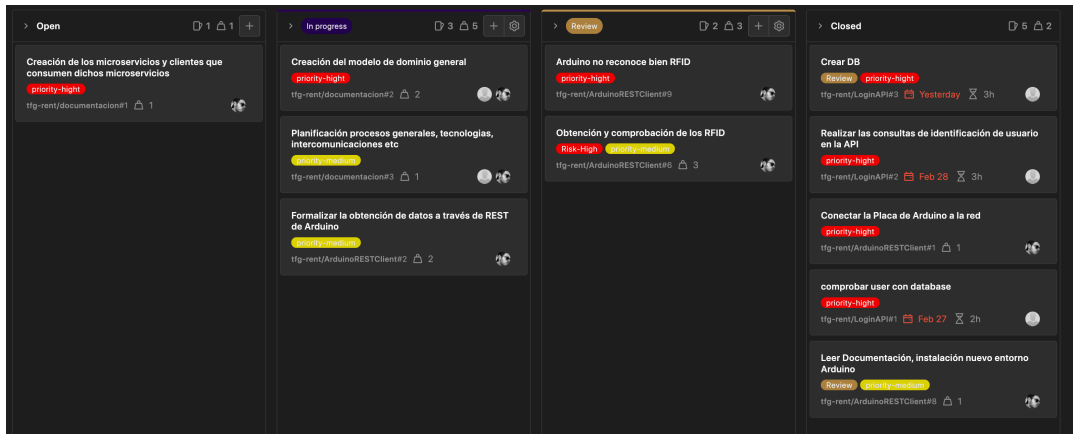 Open 1 1
Creación de los microservicios y clientes que
consumen dichos microservicios
priority-hight
tfg-rent/documentacion#1 1
In progress 3 5
Creación del modelo de dominio general
priority-hight
tfg-rent/documentacion#2 2
Planificación procesos generales, tecnologias,
intercomunicaciones etc
priority-medium
tfg-rent/documentacion#3 1
Formalizar la obtención de datos a través de REST
de Arduino
priority-medium
tfg-rent/ArduinoRESTClient#2 2
Review 2 3
Arduino no reconoce bien RFID
priority-hight
tfg-rent/ArduinoRESTClient#9
Obtención y comprobación de los RFID
Risk-High priority-medium
tfg-rent/ArduinoRESTClient#6 3
Closed 5 2
Crear DB
Review priority-hight
tfg-rent/LoginAPI#3 Yesterday 3h
Realizar las consultas de identificación de usuario
en la API
priority-hight
tfg-rent/LoginAPI#2 Feb 28 3h
Conectar la Placa de Arduino a la red
priority-hight
tfg-rent/ArduinoRESTClient#1 1
comprobar user con database
priority-hight
tfg-rent/LoginAPI#1 Feb 27 2h
Leer Documentación, instalación nuevo entorno
Arduino
Review priority-medium
tfg-rent/ArduinoRESTClient#8 1